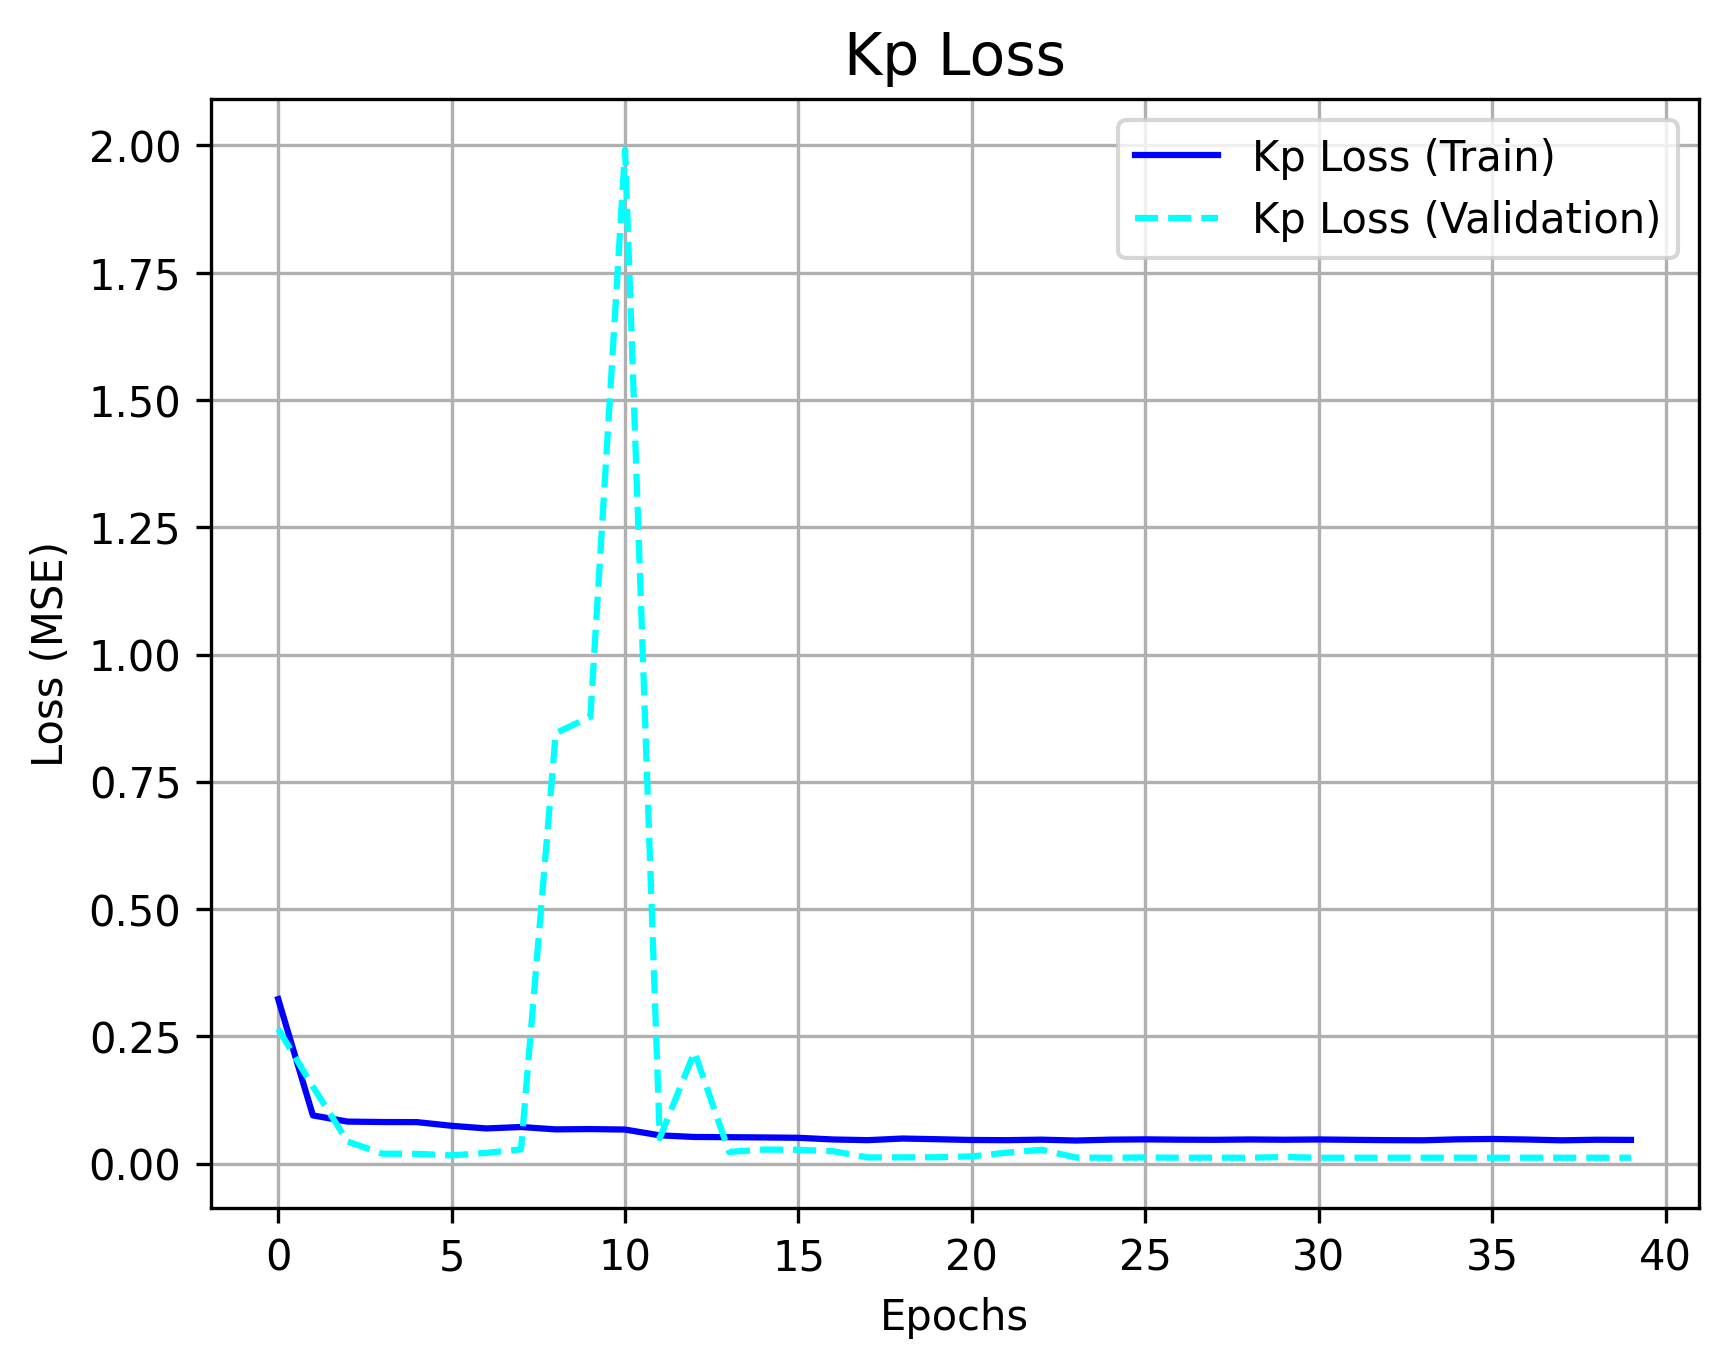 Kp Loss
Kp Loss (Train)
Kp Loss (Validation)
2.00
1.75
1.50
1.25
1.00
0.75
0.50
0.25
0.00
Loss (MSE)
0 5 10 15 20 25 30 35 40
Epochs